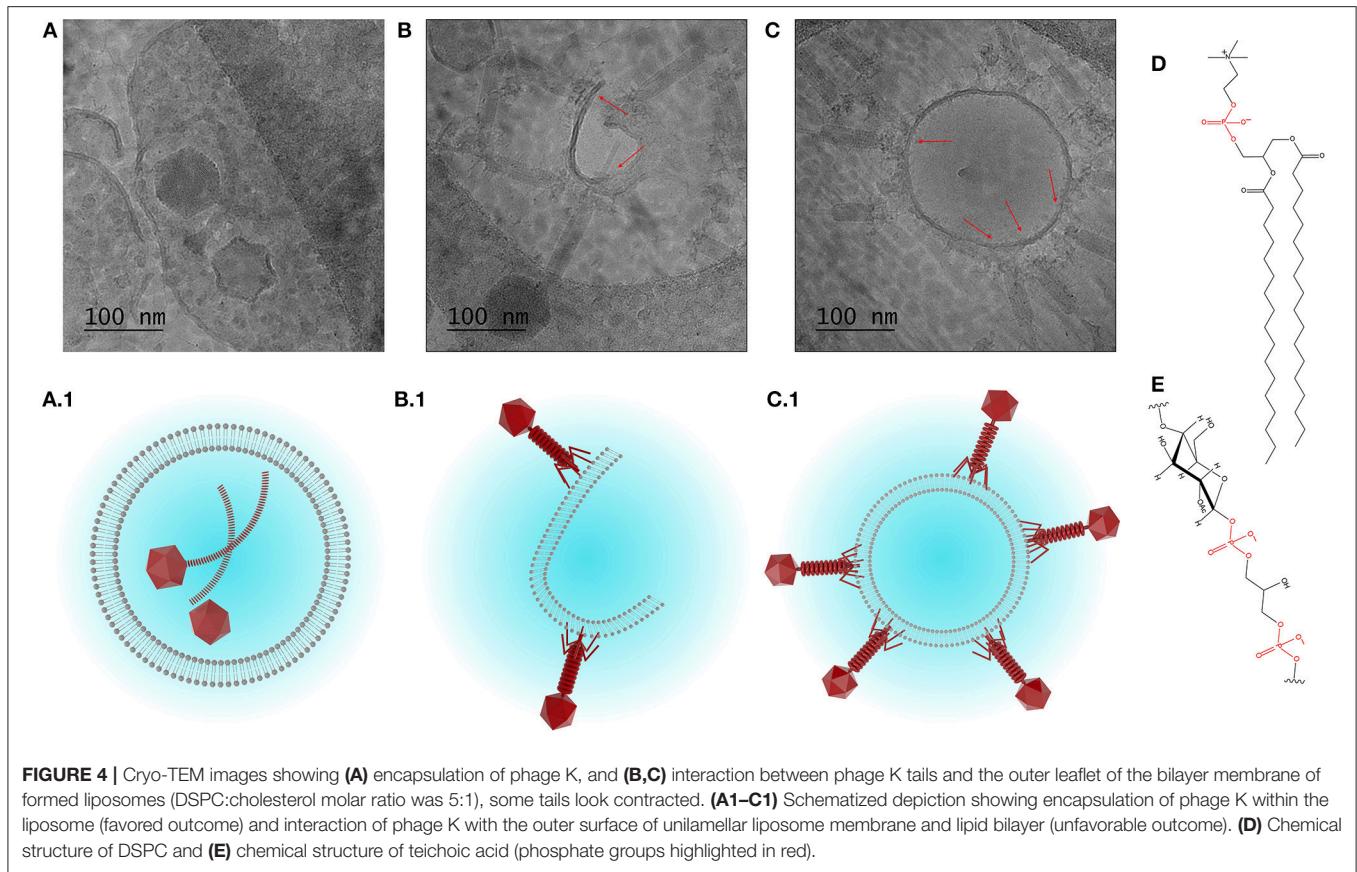 A
B
C
D
100 nm
100 nm
100 nm
A.1
B.1
C.1
E
FIGURE 4 | Cryo-TEM images showing (A) encapsulation of phage K, and (B,C) interaction between phage K tails and the outer leaflet of the bilayer membrane of
formed liposomes (DSPC:cholesterol molar ratio was 5:1), some tails look contracted. (A1–C1) Schematized depiction showing encapsulation of phage K within the
liposome (favored outcome) and interaction of phage K with the outer surface of unilamellar liposome membrane and lipid bilayer (unfavorable outcome). (D) Chemical
structure of DSPC and (E) chemical structure of teichoic acid (phosphate groups highlighted in red).